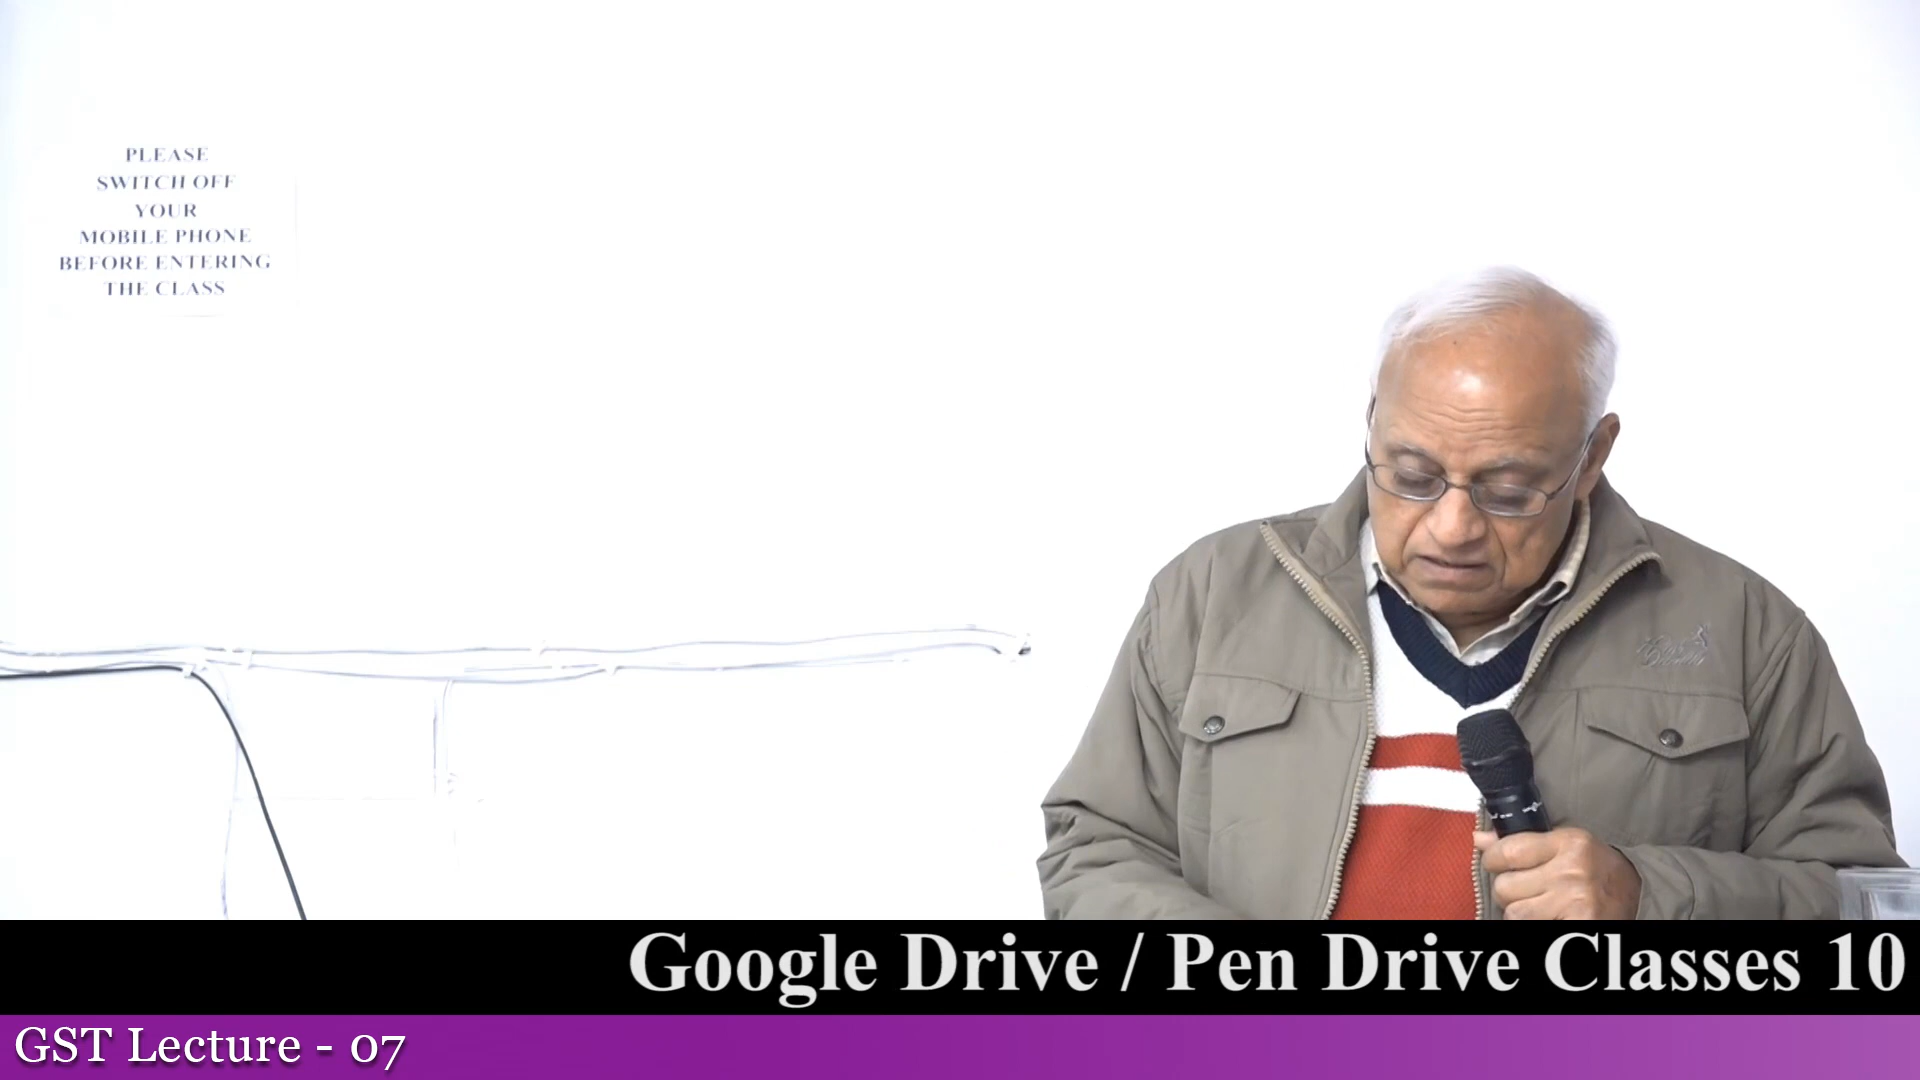 PLEASE
SWITCH OFF
YOUR
MOBILE PHONE
BEFORE ENTERING
THE CLASS
Google Drive / Pen Drive Classes 10
GST Lecture - 07